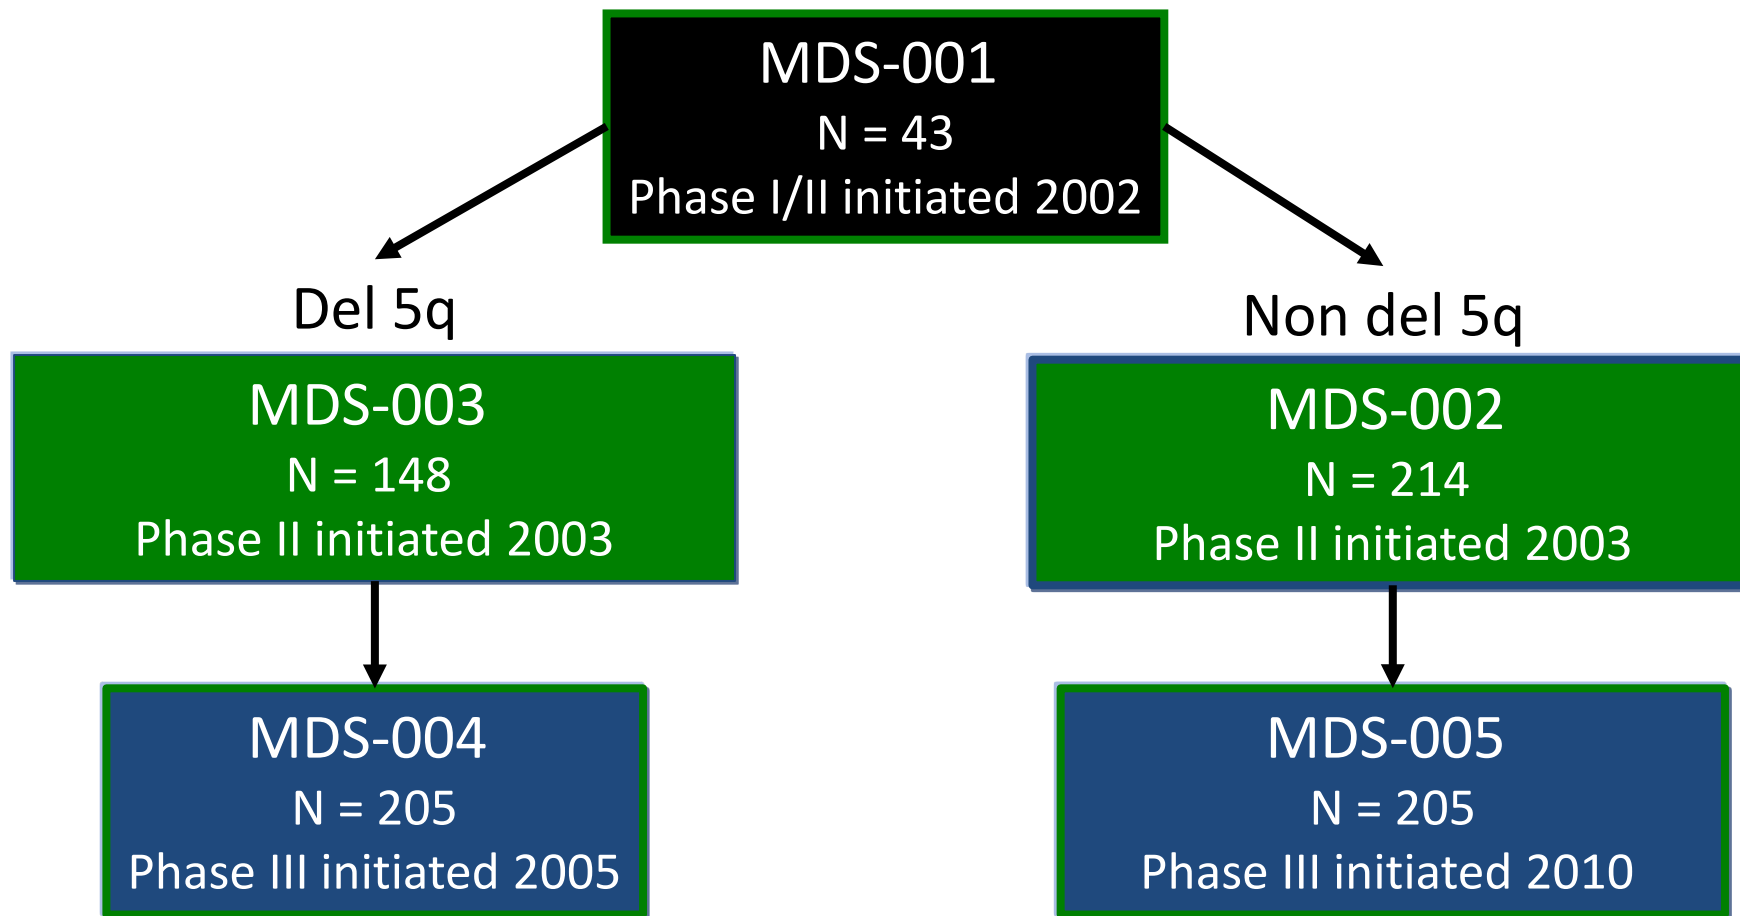 MDS-001
N = 43
Phase I/II initiated 2002
Del 5q
MDS-003
N = 148
Phase II initiated 2003
MDS-004
N = 205
Phase III initiated 2005
Non del 5q
MDS-002
N = 214
Phase II initiated 2003
MDS-005
N = 205
Phase III initiated 2010